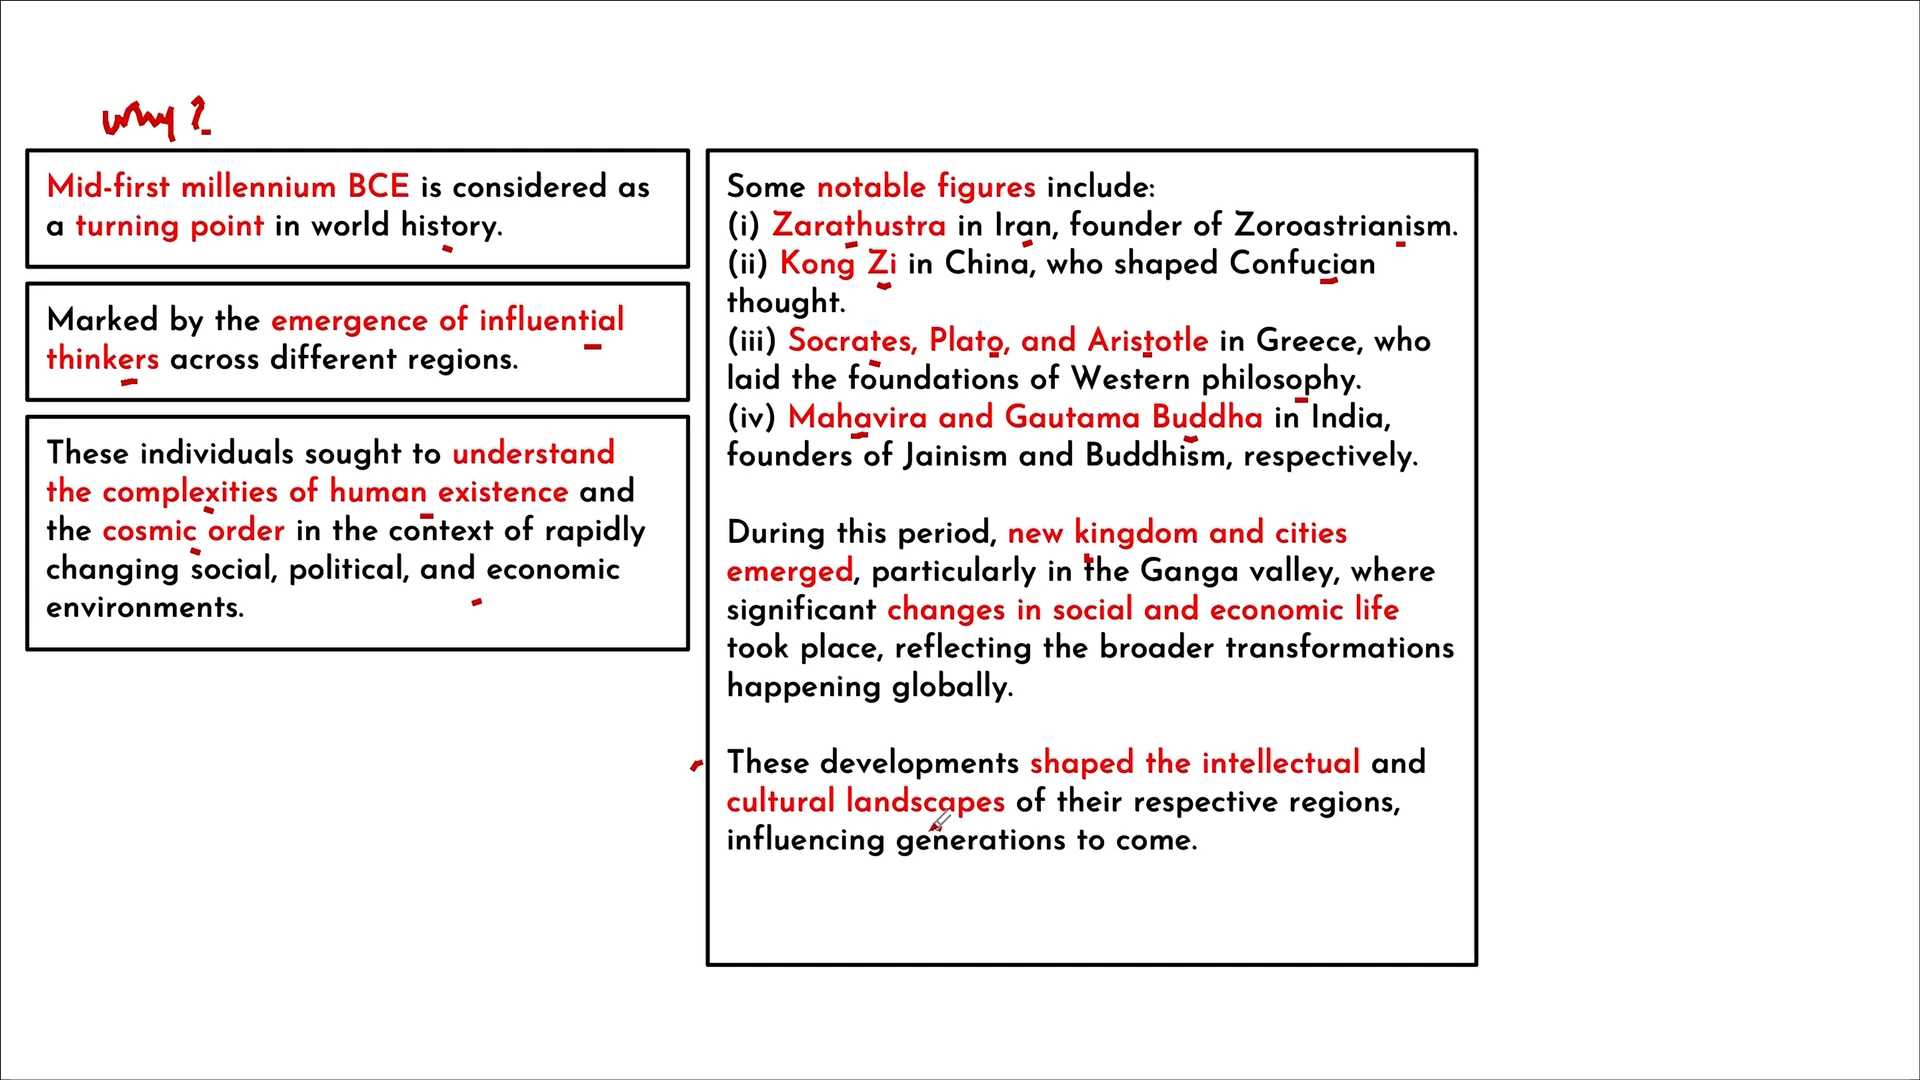 why?
Mid-first millennium BCE is considered as
a turning point in world history.
Marked by the emergence of influential
thinkers across different regions.
These individuals sought to understand
the complexities of human existence and
the cosmic order in the context of rapidly
changing social, political, and economic
environments.
Some notable figures include:
(i) Zarathustra in Iran, founder of Zoroastrianism.
(ii) Kong Zi in China, who shaped Confucian
thought.
(iii) Socrates, Plato, and Aristotle in Greece, who
laid the foundations of Western philosophy.
(iv) Mahavira and Gautama Buddha in India,
founders of Jainism and Buddhism, respectively.
During this period, new kingdom and cities
emerged, particularly in the Ganga valley, where
significant changes in social and economic life
took place, reflecting the broader transformations
happening globally.
These developments shaped the intellectual and
cultural landscapes of their respective regions,
influencing generations to come.